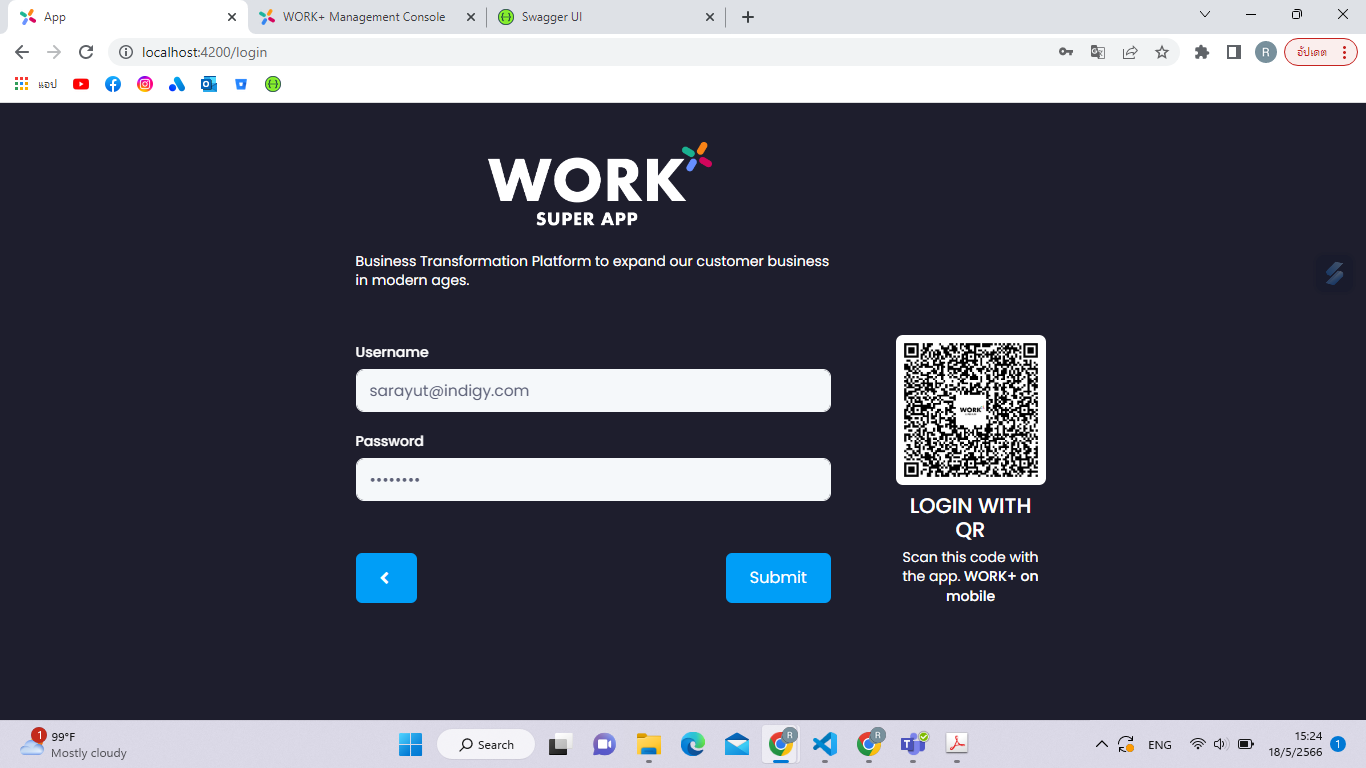 App
WORK+ Management Console
Swagger UI
localhost:4200/login
R
อัปเดต
แอป
WORK
SUPER APP
Business Transformation Platform to expand our customer business
in modern ages.
Username
sarayut@indigy.com
Password
••••••••
Submit
WORK
LOGIN WITH
QR
Scan this code with
the app. WORK+ on
mobile
1
99°F
Mostly cloudy
Search
R
R
ENG
15:24
18/5/2566
1